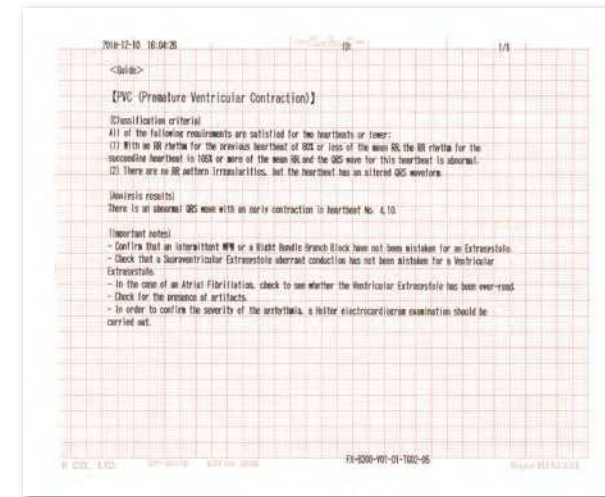 2010-12-10 16:04:26 ID: 1/1
<Guide>
【PVC (Premature Ventricular Contraction)】
[Classification criteria]
All of the following requirements are satisfied for two heartbeats or fewer:
(1) With an RR rhythm for the previous heartbeat of 80% or less of the mean RR, the RR rhythm for the
succeeding heartbeat is 106% or more of the mean RR and the QRS wave for this heartbeat is abnormal.
(2) There are no RR pattern irregularities, but the heartbeat has an altered QRS waveform.
[Analysis results]
There is an abnormal QRS wave with an early contraction in heartbeat No. 4,10.
[Important notes]
- Confirm that an intermittent WPW or a Right Bundle Branch Block have not been mistaken for an Extrasystole.
- Check that a Supraventricular Extrasystole aberrant conduction has not been mistaken for a Ventricular
Extrasystole.
- In the case of an Atrial Fibrillation, check to see whether the Ventricular Extrasystole has been over-read.
- Check for the presence of artifacts.
- In order to confirm the severity of the arrhythmia, a Holter electrocardiogram examination should be
carried out.
CO., LTD. FX-8300-V01-01-T602-05